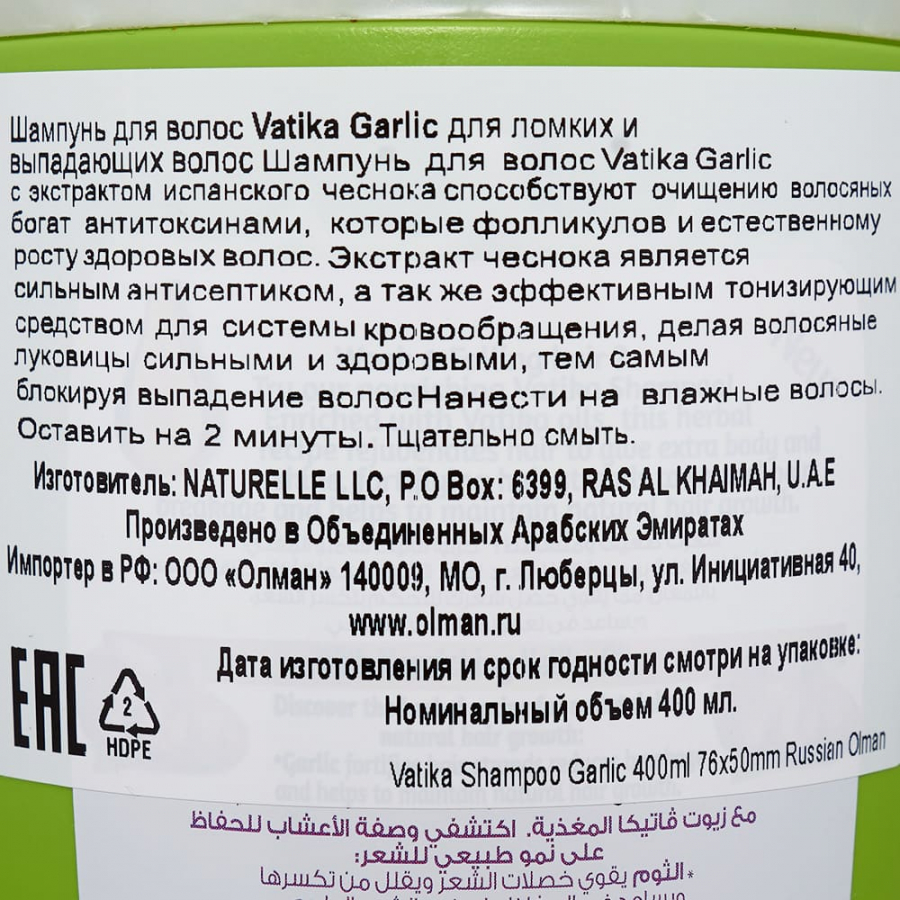 Шампунь для волос Vatika Garlic для ломких и
выпадающих волос Шампунь для волос Vatika Garlic
с экстрактом испанского чеснока способствуют очищению волосяных
богат антитоксинами, которые фолликулов и естественному
росту здоровых волос. Экстракт чеснока является
сильным антисептиком, а так же эффективным тонизирующим
средством для системы кровообращения, делая волосяные
луковицы сильными и здоровыми, тем самым
блокируя выпадение волос Нанести на влажные волосы.
Оставить на 2 минуты. Тщательно смыть.
Изготовитель: NATURELLE LLC, P.O Box: 6399, RAS AL KHAIMAH, U.A.E
Произведено в Объединенных Арабских Эмиратах
Импортер в РФ: ООО «Олман» 140009, МО, г. Люберцы, ул. Инициативная 40,
www.olman.ru
Дата изготовления и срок годности смотри на упаковке:
Номинальный объем 400 мл.
EAC
2
HDPE
Vatika Shampoo Garlic 400ml 76x50mm Russian Olman
مع زيوت ڤاتيكا المغذية. اكتشفي وصفة الأعشاب للحفاظ
على نمو طبيعي للشعر:
*الثوم يقوي خصلات الشعر ويقلل من تكسرها